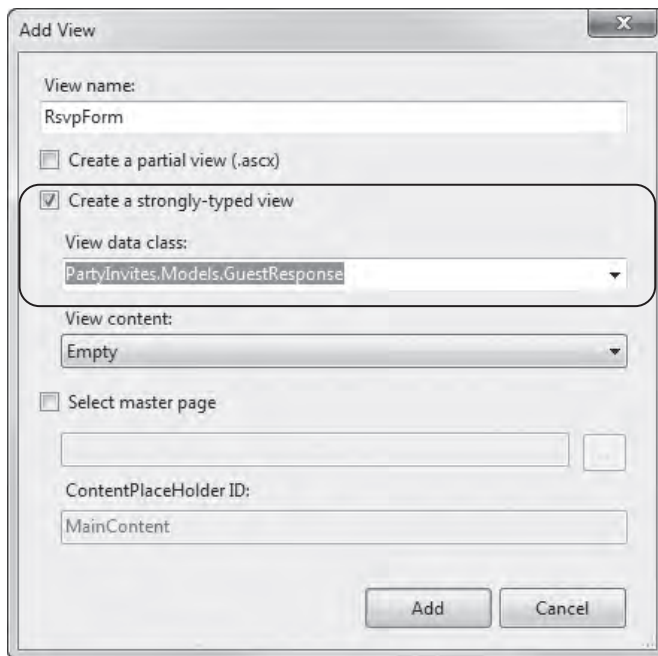 Add View
View name:
RsvpForm
Create a partial view (.ascx)
Create a strongly-typed view
View data class:
PartyInvites.Models.GuestResponse
View content:
Empty
Select master page
...
ContentPlaceHolder ID:
MainContent
Add Cancel